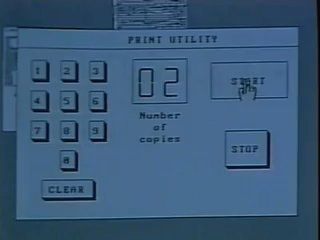 PRINT UTILITY
1 2 3
02
START
4 5 6
Number
of
copies
7 8 9
STOP
0
CLEAR